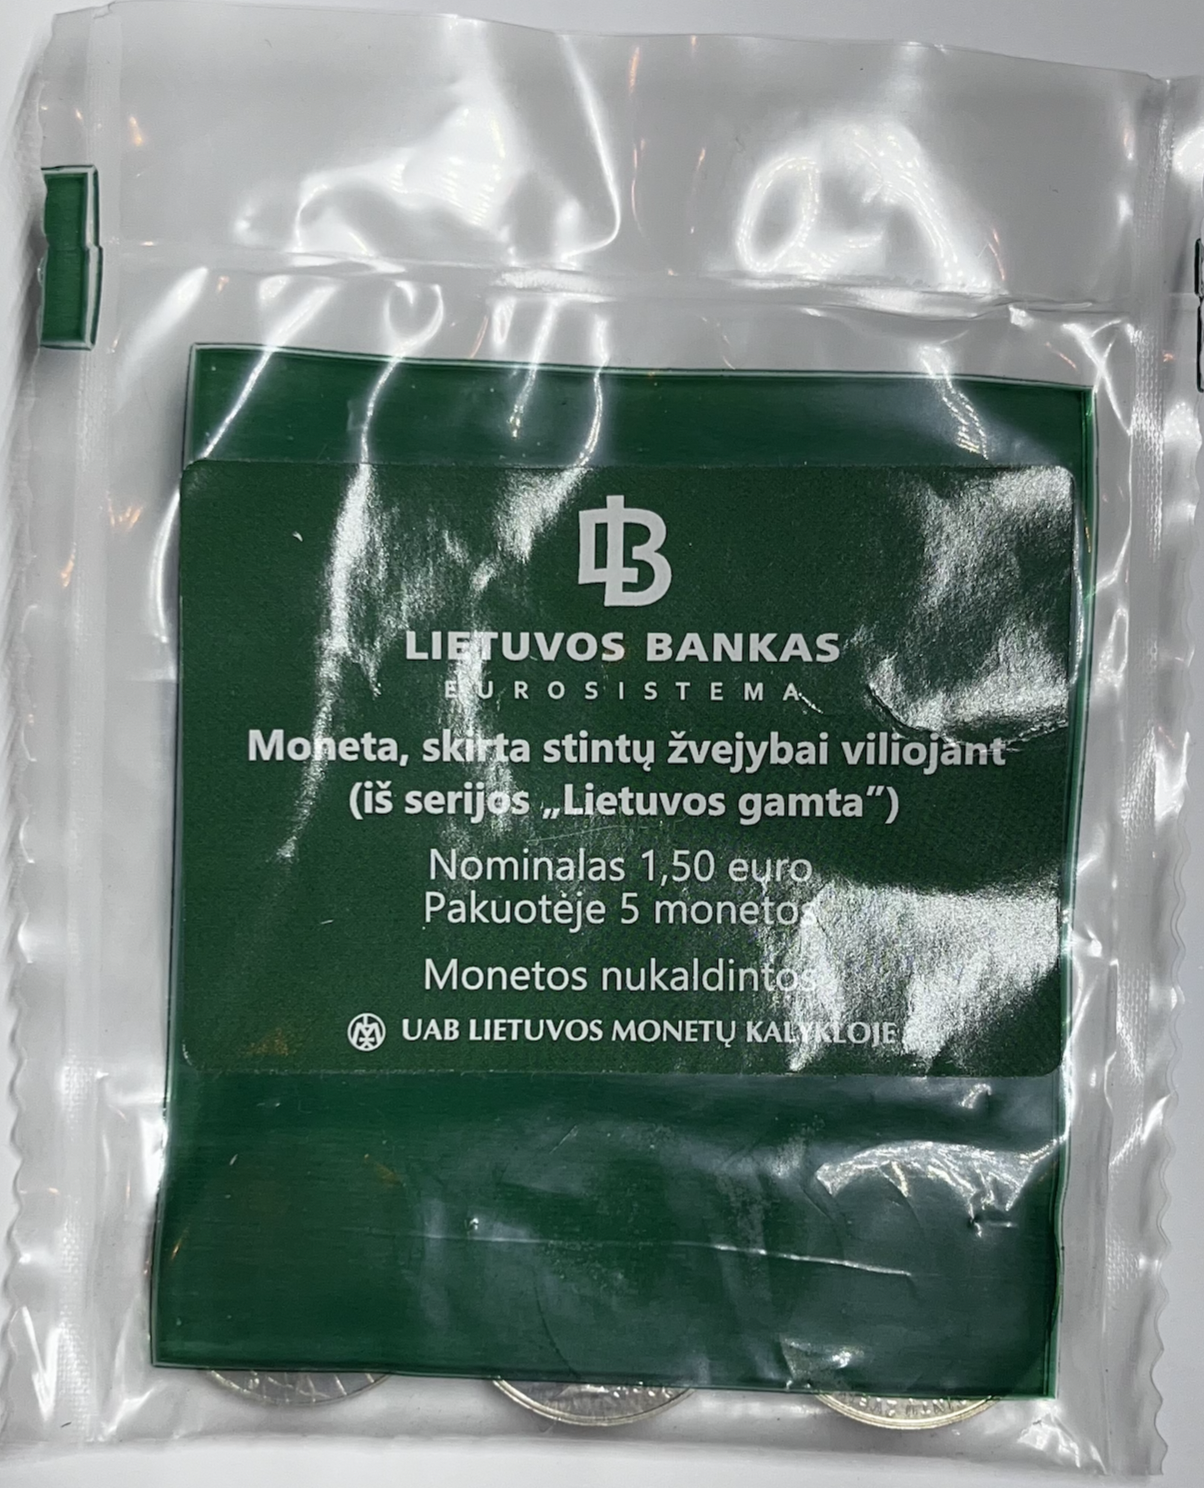 LIETUVOS BANKAS
EUROSISTEMA
Moneta, skirta stintų žvejybai viliojant
(iš serijos „Lietuvos gamta”)
Nominalas 1,50 euro
Pakuotėje 5 monetos
Monetos nukaldintos
UAB LIETUVOS MONETŲ KALYKLOJE